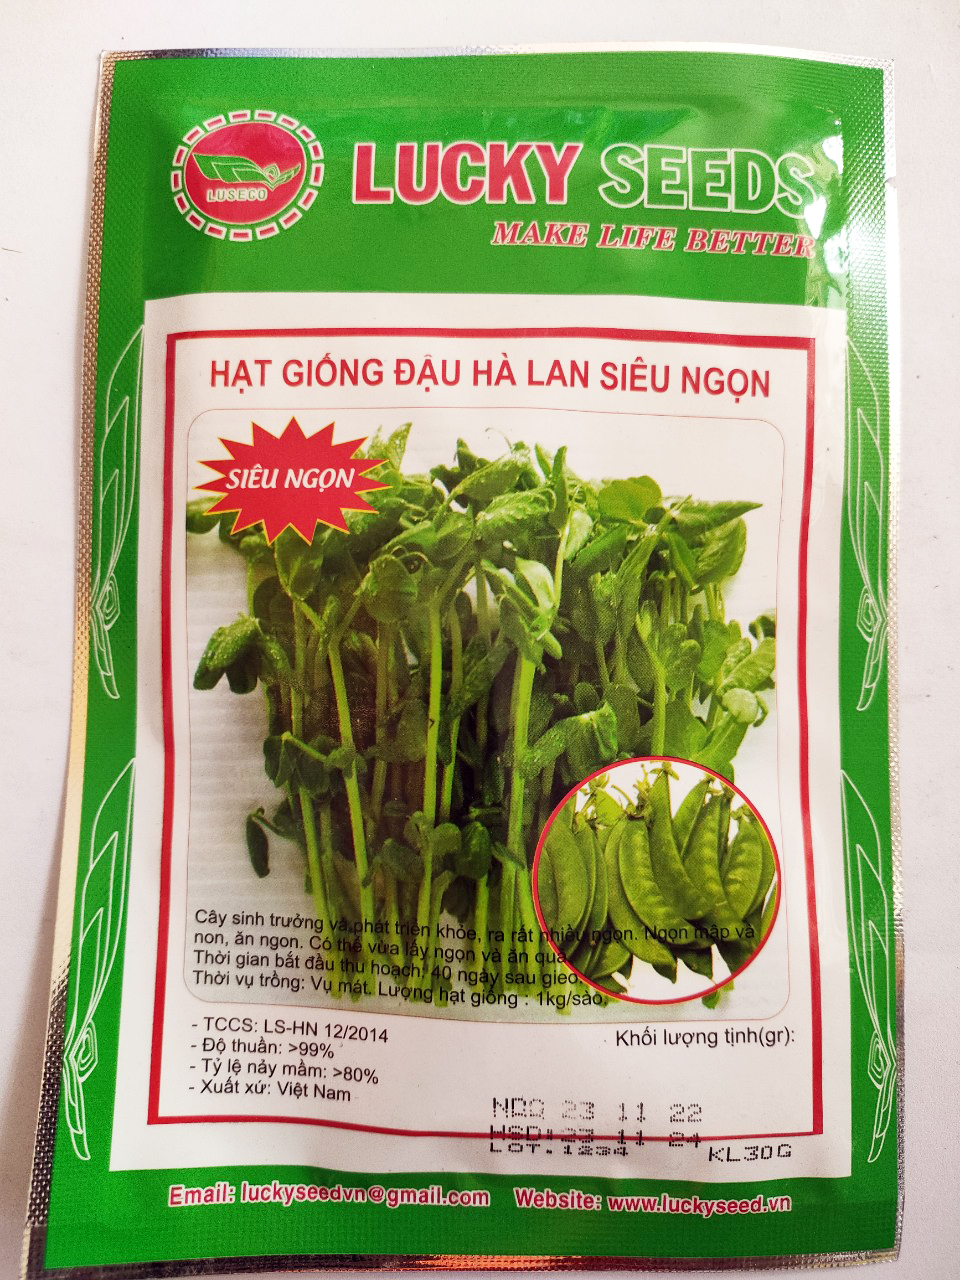 LUSECO
LUCKY SEEDS
MAKE LIFE BETTER
HẠT GIỐNG ĐẬU HÀ LAN SIÊU NGỌN
SIÊU NGỌN
Cây sinh trưởng và phát triển khỏe, ra rất nhiều ngọn. Ngọn mập và
non, ăn ngon. Có thể vừa lấy ngọn và ăn quả.
Thời gian bắt đầu thu hoạch: 40 ngày sau gieo.
Thời vụ trồng: Vụ mát. Lượng hạt giống : 1kg/sào.
- TCCS: LS-HN 12/2014
- Độ thuần: >99%
- Tỷ lệ nảy mầm: >80%
- Xuất xứ: Việt Nam
Khối lượng tịnh(gr):
23 11 22
HSD:23 11 24
LOT.1234 KL30G
Email: luckyseedvn@gmail.com Website: www.luckyseed.vn